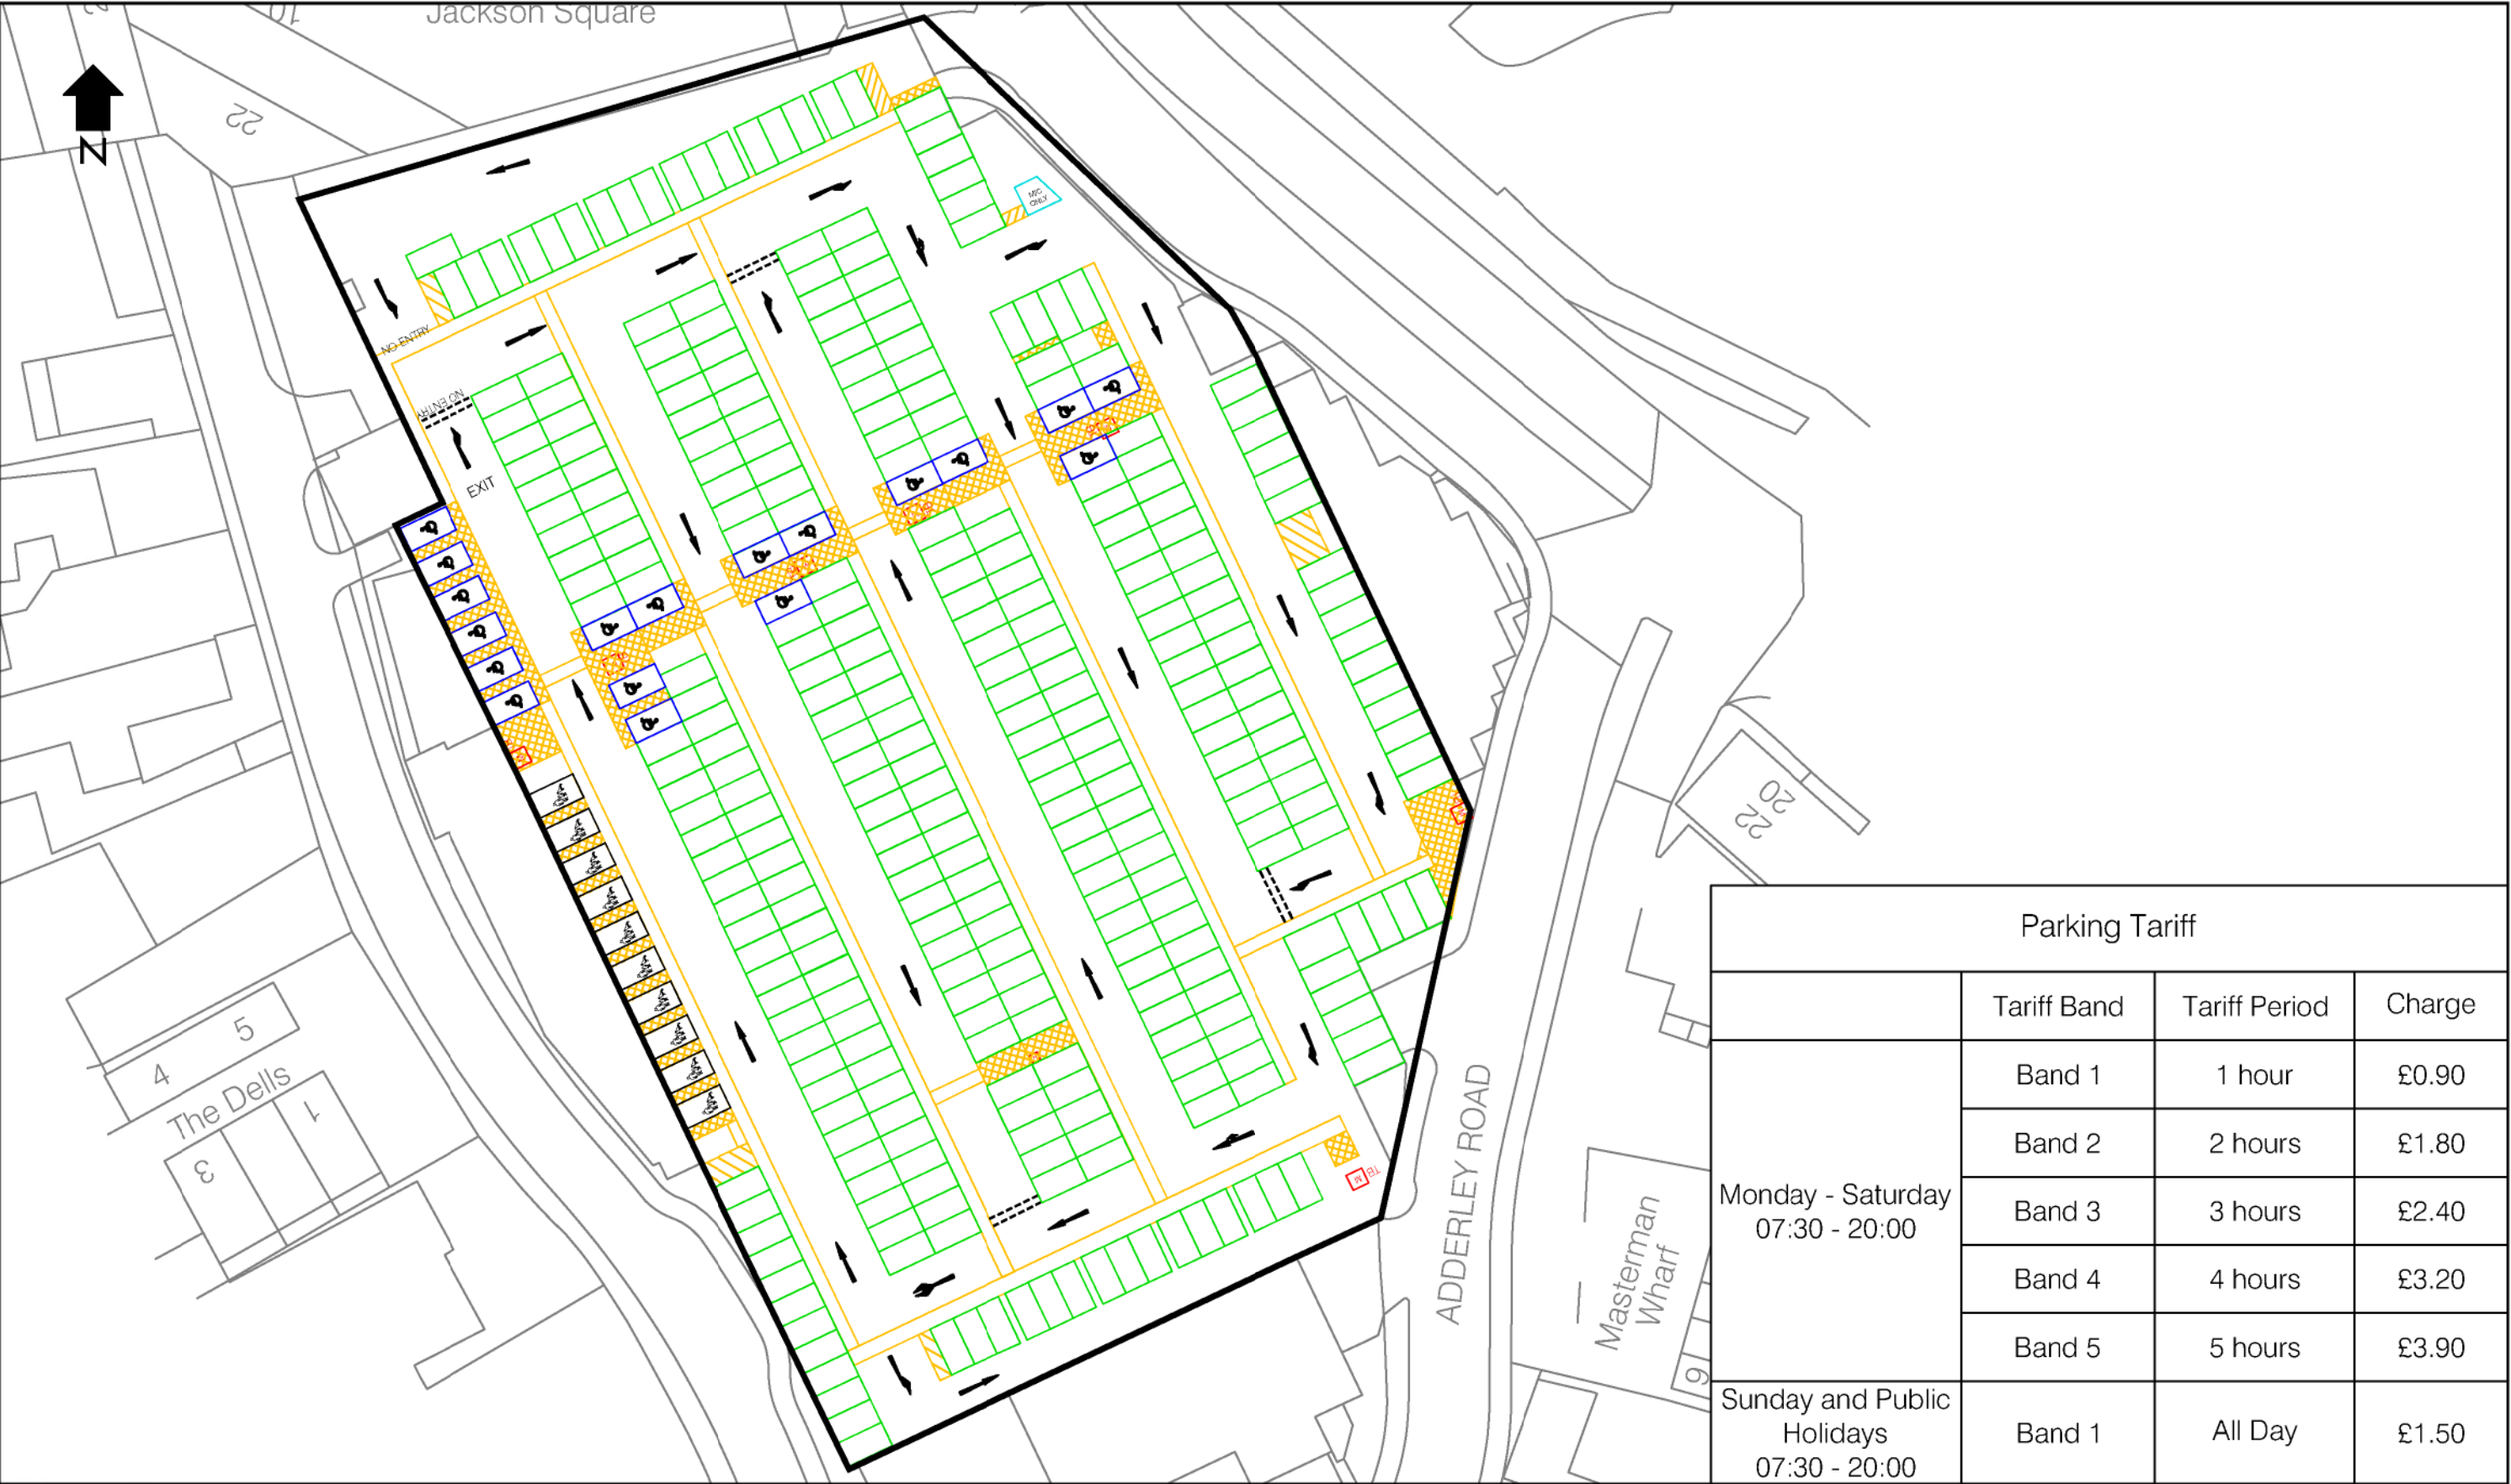 Jackson Square
10
22
N
M/C
ONLY
NO ENTRY
NO ENTRY
EXIT
22
20
5
4
The Dells
1
3
ADDERLEY ROAD
Masterman
Wharf
9
Parking Tariff
Tariff Band Tariff Period Charge
Monday - Saturday
07:30 - 20:00
Band 1 1 hour £0.90
Band 2 2 hours £1.80
Band 3 3 hours £2.40
Band 4 4 hours £3.20
Band 5 5 hours £3.90
Sunday and Public
Holidays
07:30 - 20:00
Band 1 All Day £1.50